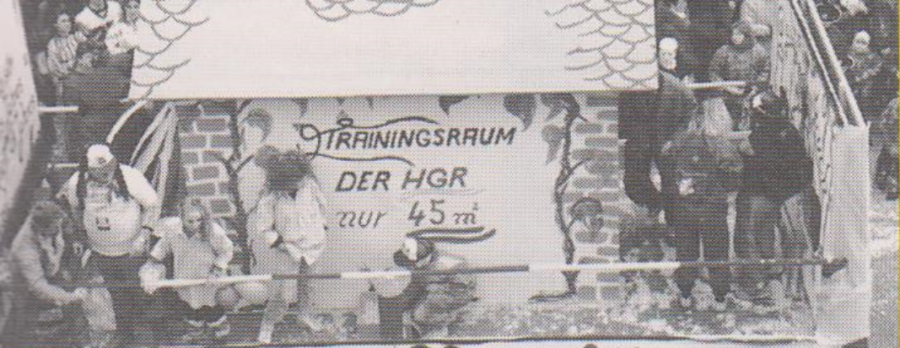 TRAININGSRAUM
DER HGR
nur 45 m²